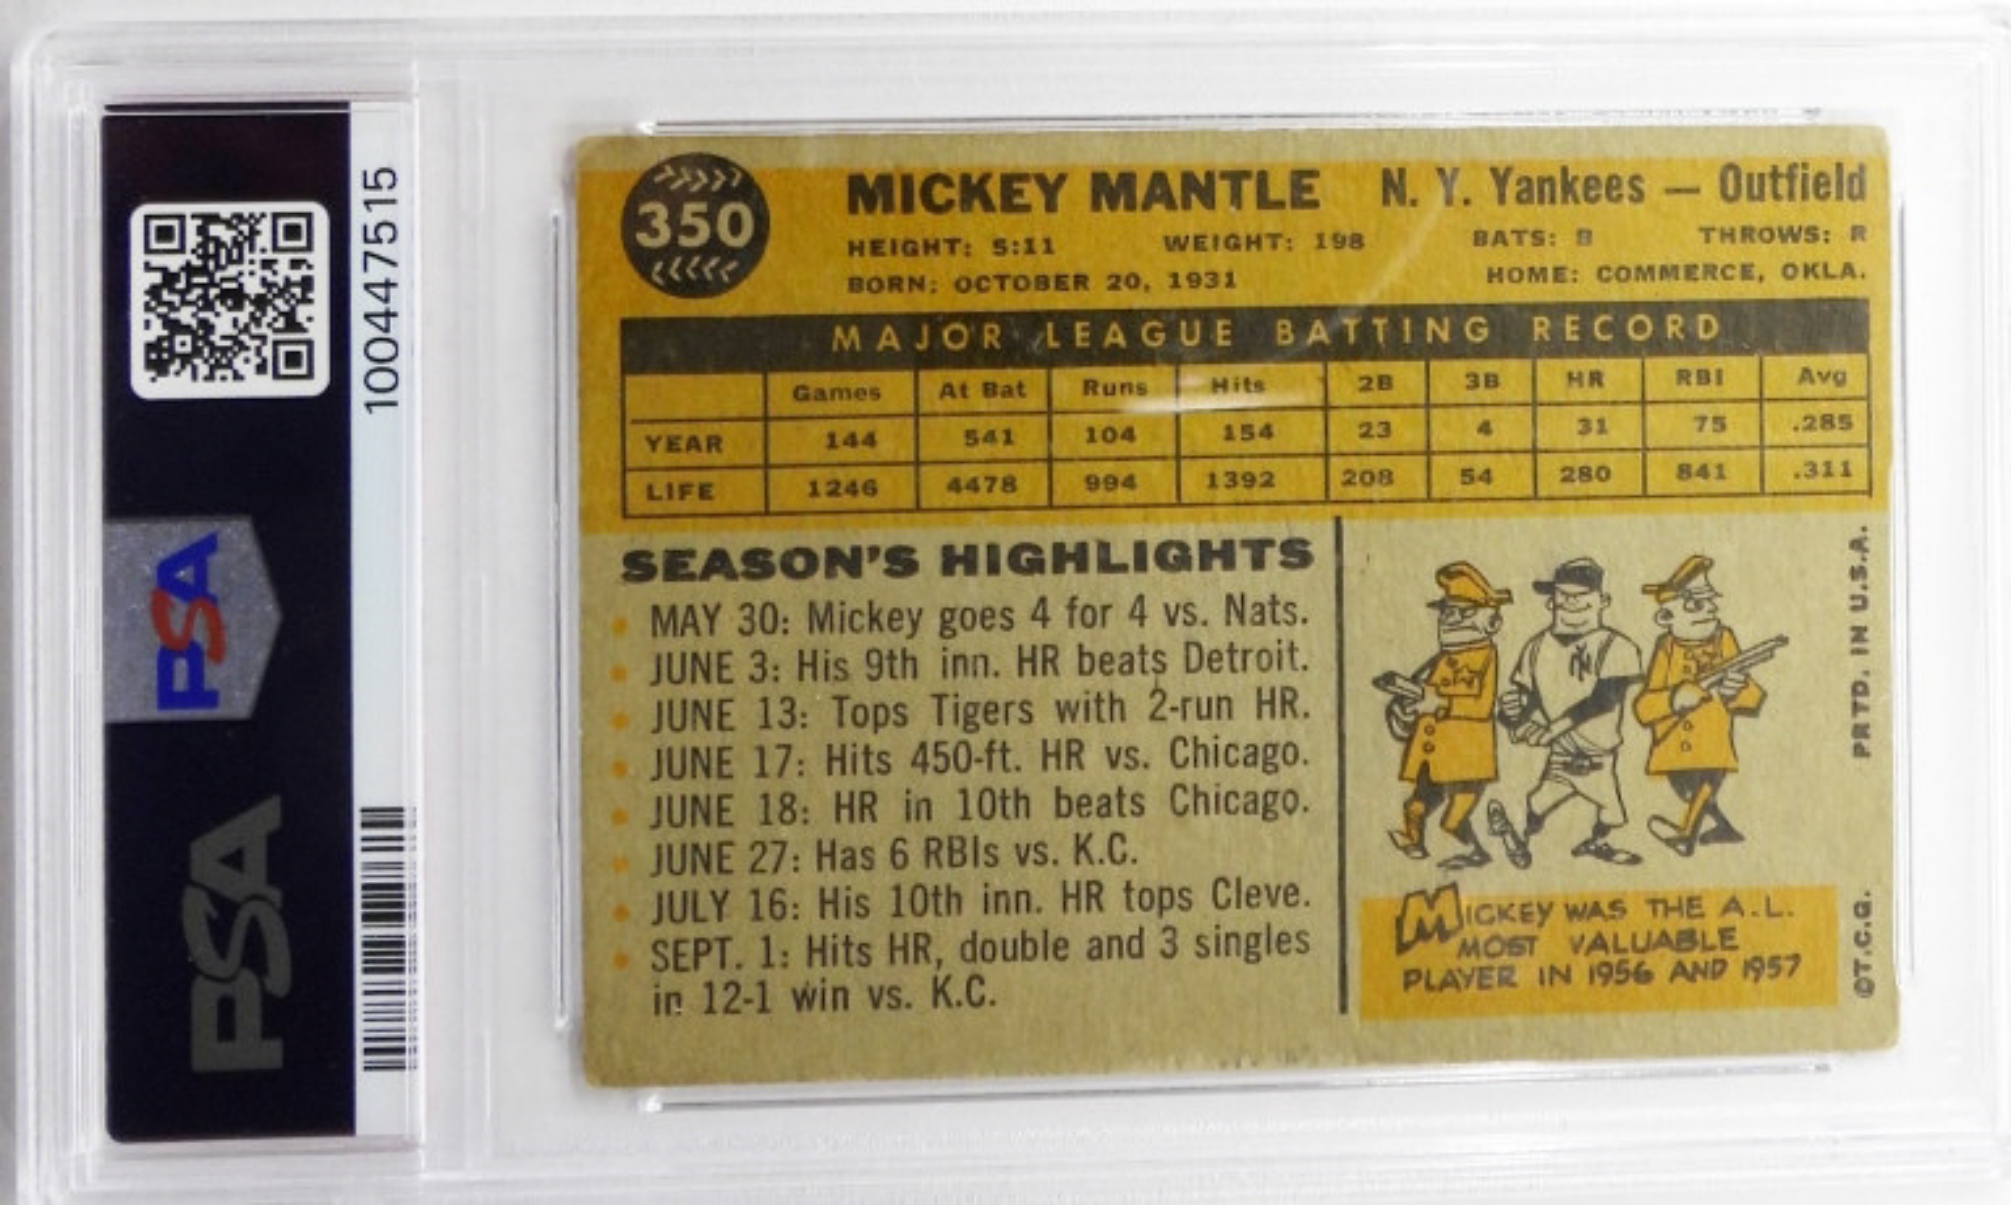 100447515
PSA
PSA
350
MICKEY MANTLE N. Y. Yankees — Outfield
HEIGHT: 5:11 WEIGHT: 198 BATS: B THROWS: R
BORN: OCTOBER 20, 1931 HOME: COMMERCE, OKLA.
MAJOR LEAGUE BATTING RECORD
Games At Bat Runs Hits 2B 3B HR RBI Avg
YEAR 144 541 104 154 23 4 31 75 .285
LIFE 1246 4478 994 1392 208 54 280 841 .311
SEASON'S HIGHLIGHTS
MAY 30: Mickey goes 4 for 4 vs. Nats.
JUNE 3: His 9th inn. HR beats Detroit.
JUNE 13: Tops Tigers with 2-run HR.
JUNE 17: Hits 450-ft. HR vs. Chicago.
JUNE 18: HR in 10th beats Chicago.
JUNE 27: Has 6 RBIs vs. K.C.
JULY 16: His 10th inn. HR tops Cleve.
SEPT. 1: Hits HR, double and 3 singles
in 12-1 win vs. K.C.
NY
MICKEY WAS THE A.L.
MOST VALUABLE
PLAYER IN 1956 AND 1957
©T.C.G. PRTD. IN U.S.A.